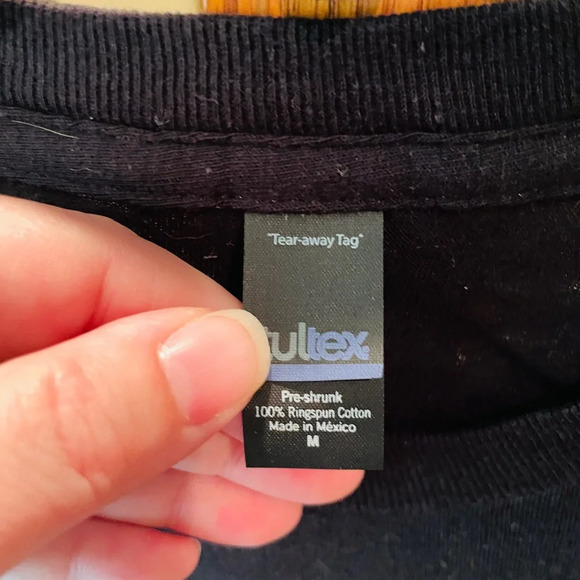 "Tear-away Tag"
tultex
Pre-shrunk
100% Ringspun Cotton
Made in México
M